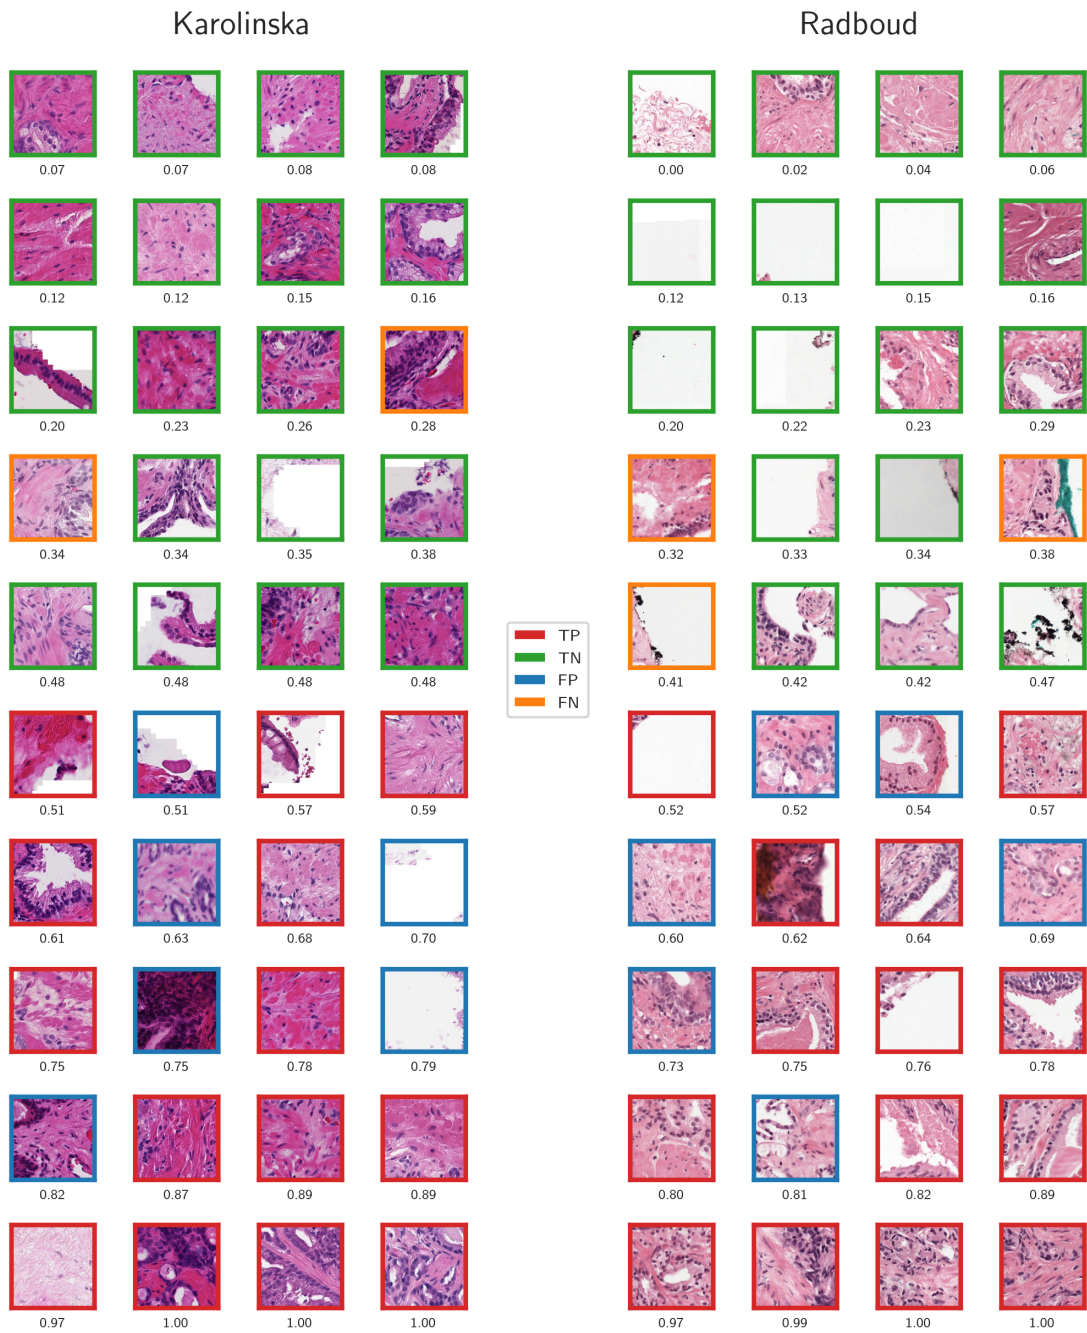 Karolinska Radboud
0.07 0.07 0.08 0.08 0.00 0.02 0.04 0.06
0.12 0.12 0.15 0.16 0.12 0.13 0.15 0.16
0.20 0.23 0.26 0.28 0.20 0.22 0.23 0.29
0.34 0.34 0.35 0.38 0.32 0.33 0.34 0.38
0.48 0.48 0.48 0.48 0.41 0.42 0.42 0.47
TP
TN
FP
FN
0.51 0.51 0.57 0.59 0.52 0.52 0.54 0.57
0.61 0.63 0.68 0.70 0.60 0.62 0.64 0.69
0.75 0.75 0.78 0.79 0.73 0.75 0.76 0.78
0.82 0.87 0.89 0.89 0.80 0.81 0.82 0.89
0.97 1.00 1.00 1.00 0.97 0.99 1.00 1.00